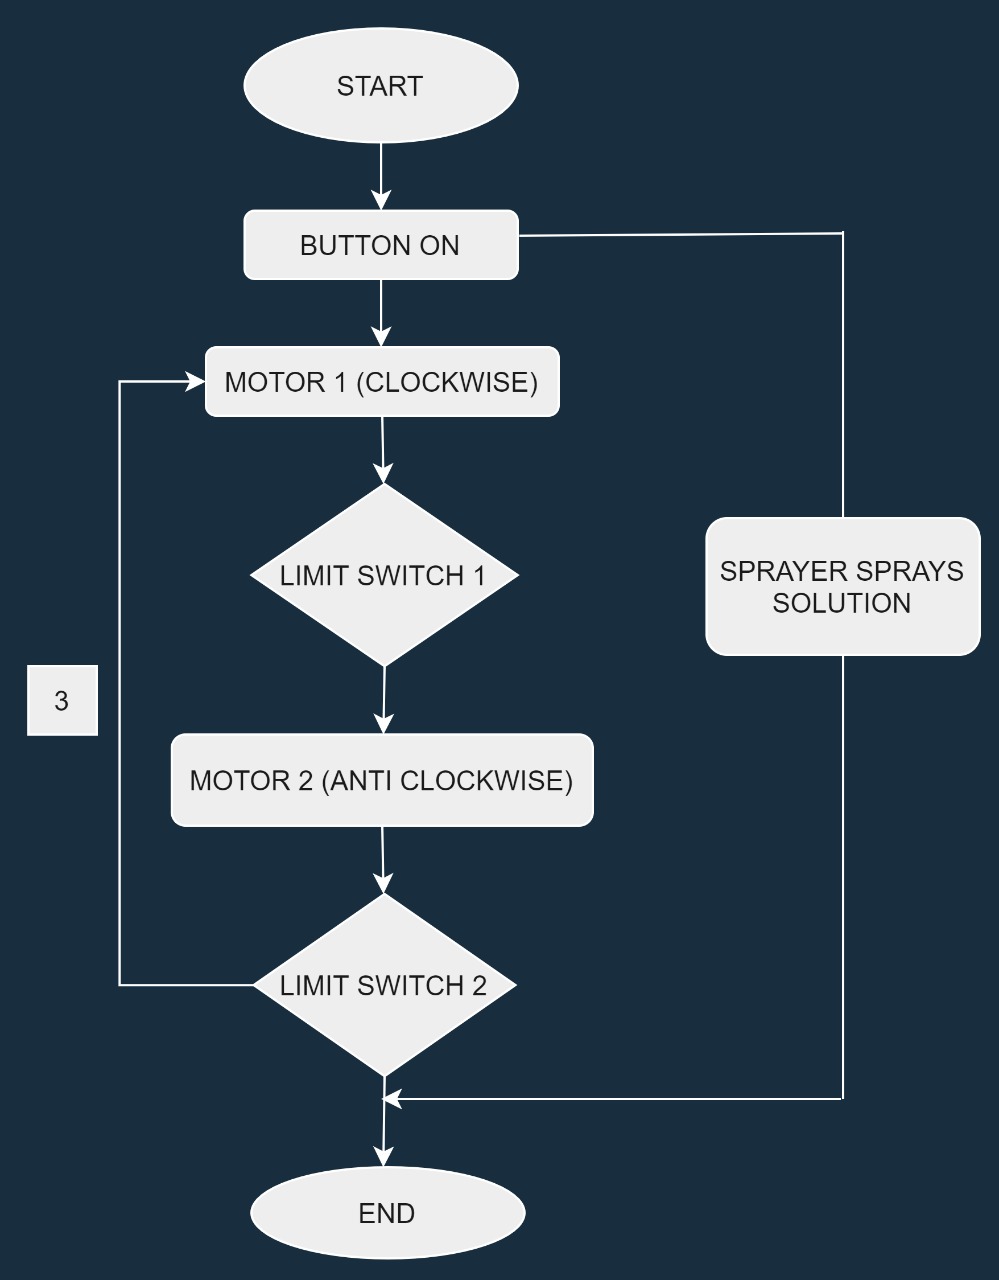 START
BUTTON ON
MOTOR 1 (CLOCKWISE)
LIMIT SWITCH 1
SPRAYER SPRAYS
SOLUTION
3
MOTOR 2 (ANTI CLOCKWISE)
LIMIT SWITCH 2
END